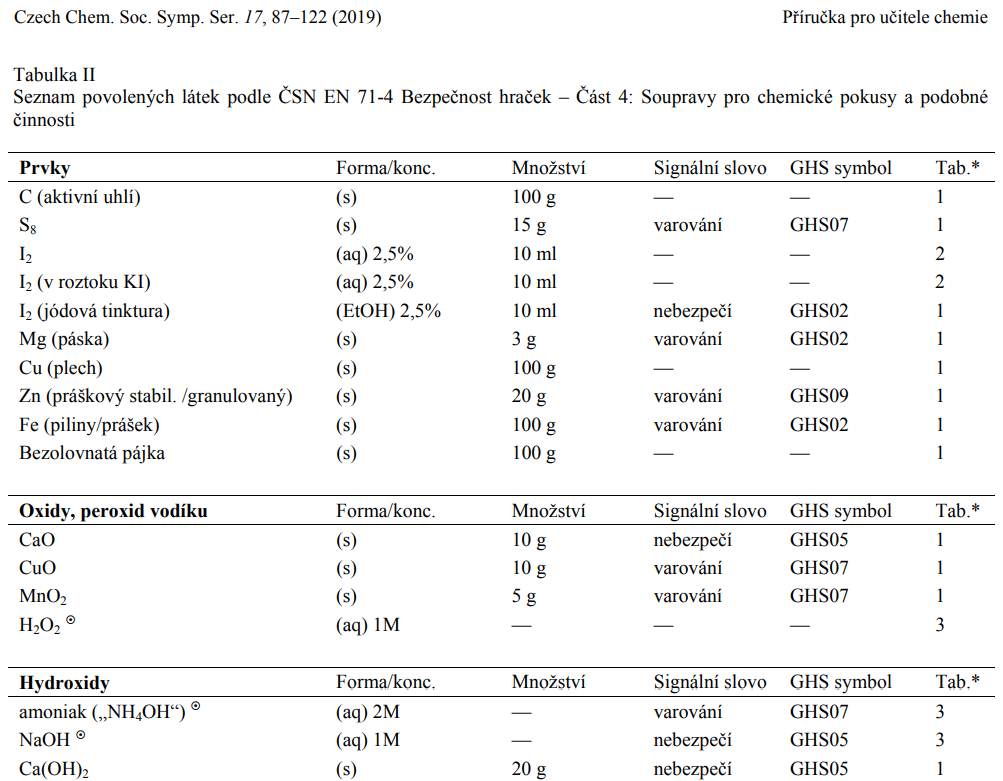 Czech Chem. Soc. Symp. Ser. 17, 87–122 (2019) Příručka pro učitele chemie
Tabulka II
Seznam povolených látek podle ČSN EN 71-4 Bezpečnost hraček – Část 4: Soupravy pro chemické pokusy a podobné
činnosti
Prvky Forma/konc. Množství Signální slovo GHS symbol Tab.*
C (aktivní uhlí) (s) 100 g — — 1
S₈ (s) 15 g varování GHS07 1
I₂ (aq) 2,5% 10 ml — — 2
I₂ (v roztoku KI) (aq) 2,5% 10 ml — — 2
I₂ (jódová tinktura) (EtOH) 2,5% 10 ml nebezpečí GHS02 1
Mg (páska) (s) 3 g varování GHS02 1
Cu (plech) (s) 100 g — — 1
Zn (práškový stabil. /granulovaný) (s) 20 g varování GHS09 1
Fe (piliny/prášek) (s) 100 g varování GHS02 1
Bezolovnatá pájka (s) 100 g — — 1
Oxidy, peroxid vodíku Forma/konc. Množství Signální slovo GHS symbol Tab.*
CaO (s) 10 g nebezpečí GHS05 1
CuO (s) 10 g varování GHS07 1
MnO₂ (s) 5 g varování GHS07 1
H₂O₂ ⊙ (aq) 1M — — — 3
Hydroxidy Forma/konc. Množství Signální slovo GHS symbol Tab.*
amoniak („NH₄OH“) ⊙ (aq) 2M — varování GHS07 3
NaOH ⊙ (aq) 1M — nebezpečí GHS05 3
Ca(OH)₂ (s) 20 g nebezpečí GHS05 1